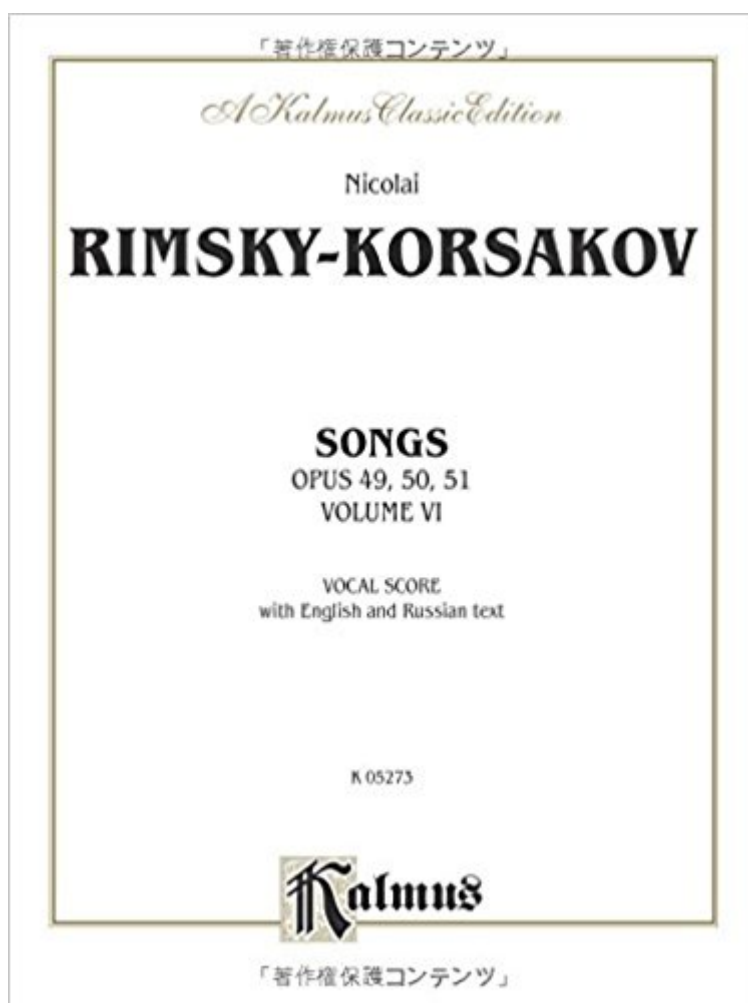 「著作権保護コンテンツ」
A Kalmus Classic Edition
Nicolai
RIMSKY-KORSAKOV
SONGS
OPUS 49, 50, 51
VOLUME VI
VOCAL SCORE
with English and Russian text
K 05273
Kalmus
「著作権保護コンテンツ」